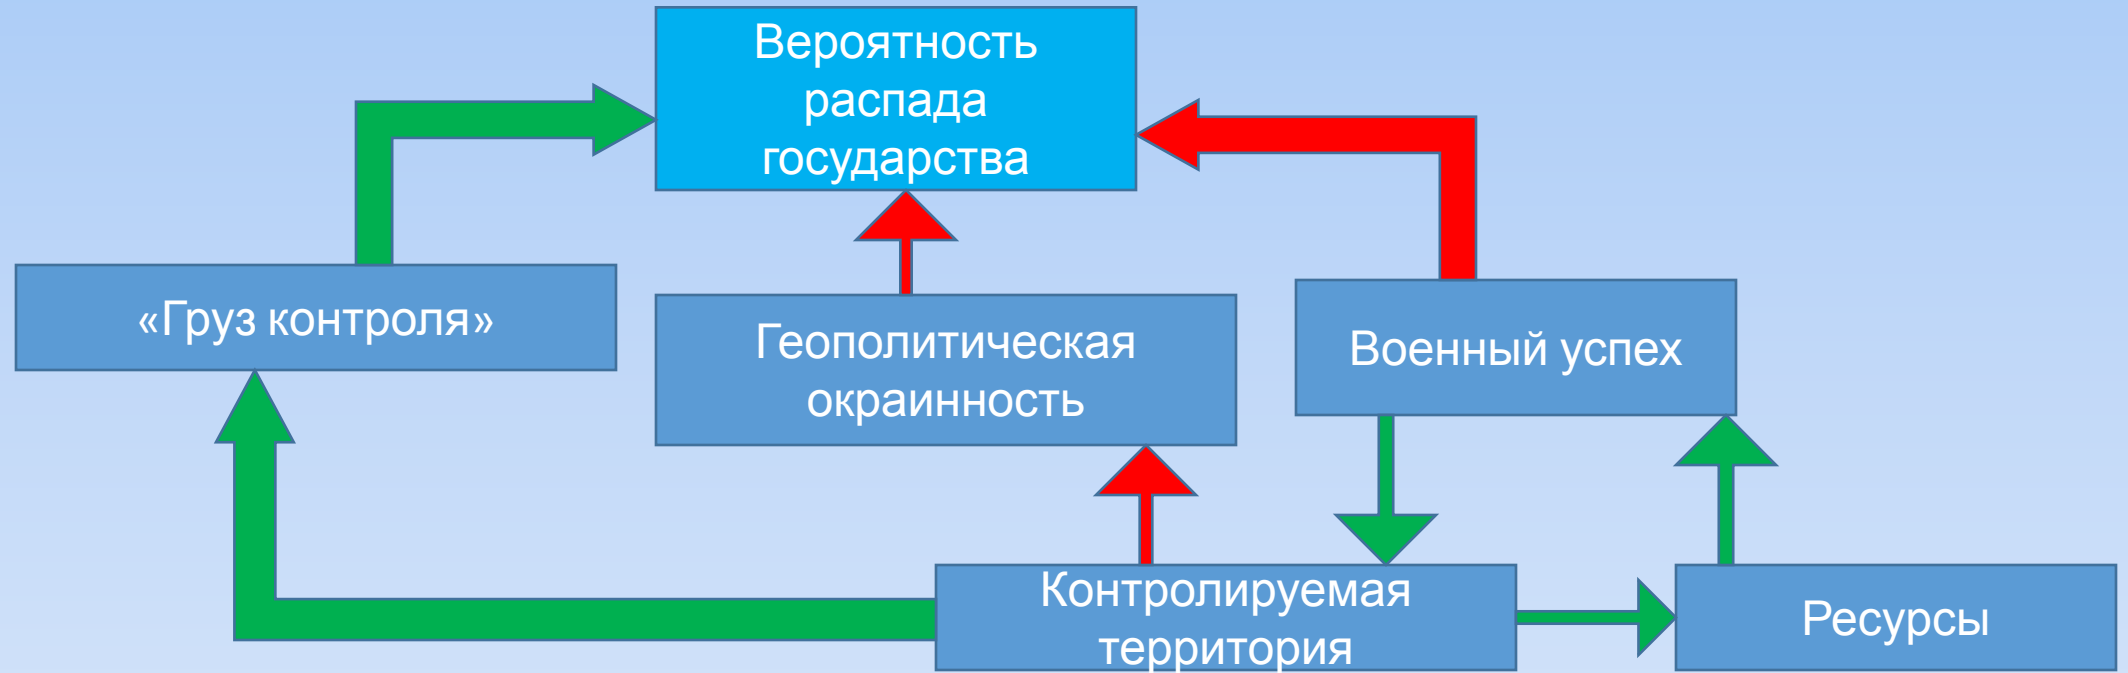 Вероятность
распада
государства
«Груз контроля»
Геополитическая
окраинность
Военный успех
Контролируемая
территория
Ресурсы